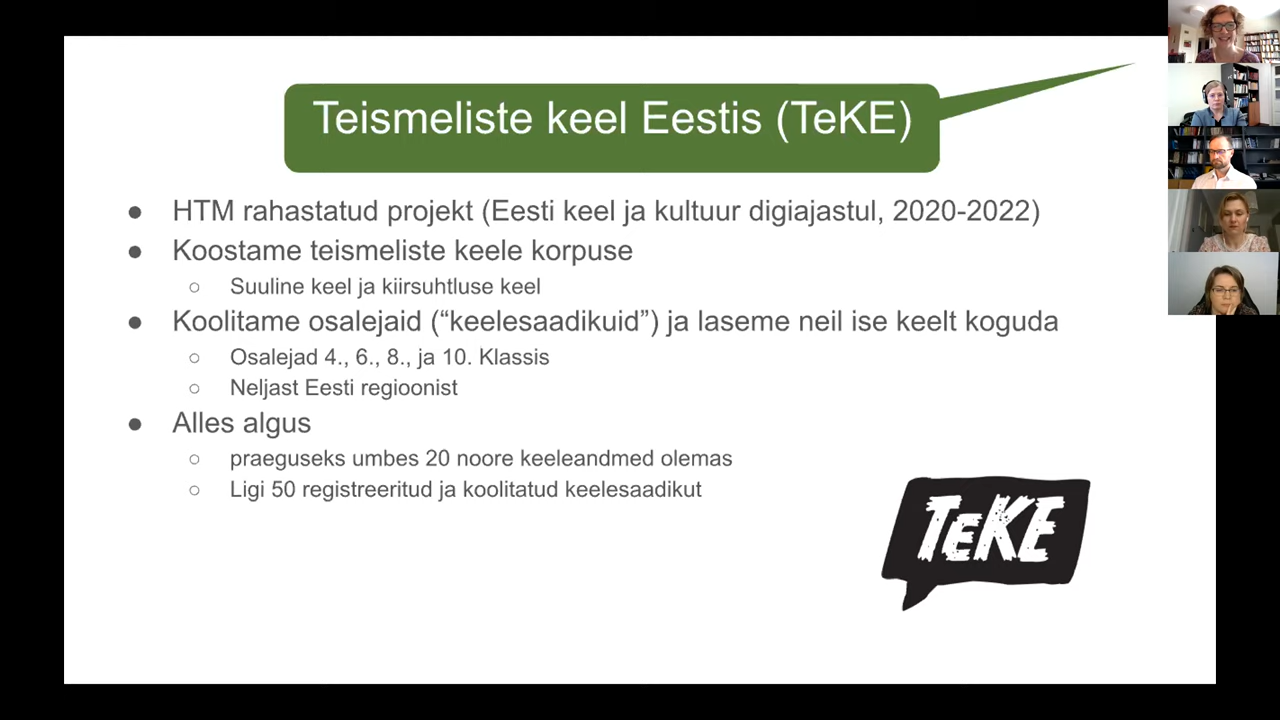 Teismeliste keel Eestis (TeKE)
● HTM rahastatud projekt (Eesti keel ja kultuur digiajastul, 2020-2022)
● Koostame teismeliste keele korpuse
○ Suuline keel ja kiirsuhtluse keel
● Koolitame osalejaid (“keelesaadikuid”) ja laseme neil ise keelt koguda
○ Osalejad 4., 6., 8., ja 10. Klassis
○ Neljast Eesti regioonist
● Alles algus
○ praeguseks umbes 20 noore keeleandmed olemas
○ Ligi 50 registreeritud ja koolitatud keelesaadikut
TeKE